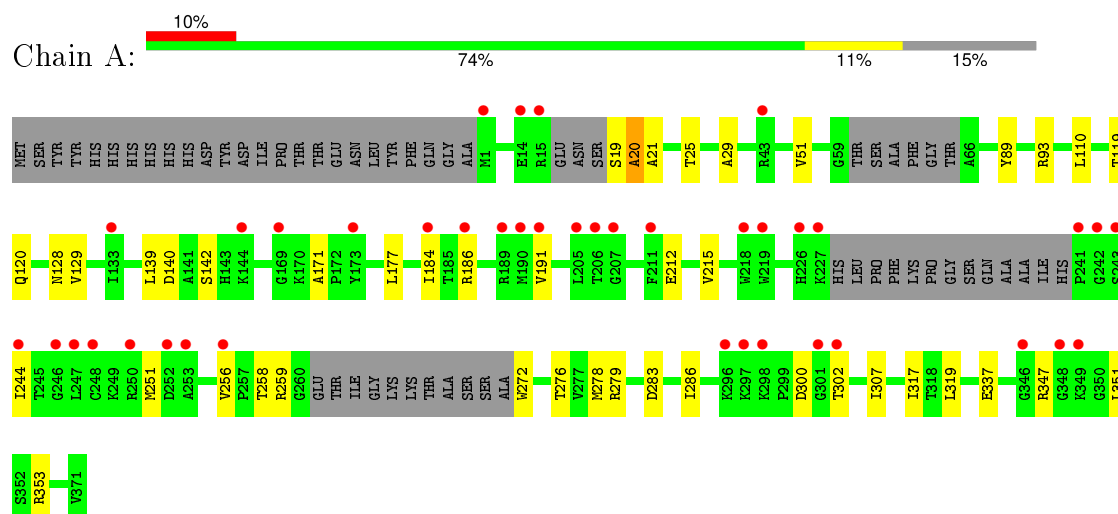 Chain A:
10%
74% 11% 15%
MET SER TYR TYR HIS HIS HIS HIS HIS ASP TYR ASP ILE PRO THR THR GLU ASN LEU TYR PHE GLN GLY ALA M1 E14 R15 GLU ASN SER S19 A20 A21 T25 A29 R43 V51 G59 THR SER ALA PHE GLY THR A66 Y89 R93 L110 T119
Q120 N128 V129 I133 L139 D140 A141 S142 H143 K144 G169 K170 A171 P172 Y173 L177 I184 T185 R186 R189 M190 V191 L205 T206 G207 F211 E212 V215 W218 W219 H226 K227 HIS LEU PRO PHE LYS PRO GLY SER GLN ALA ALA ILE HIS P241 G242 S243
I244 T245 G246 L247 C248 K249 R250 M251 D252 A253 V256 P257 T258 R259 G260 GLU THR ILE GLY LYS LYS THR ALA SER SER ALA W272 T276 V277 M278 R279 D283 I286 K296 K297 K298 P299 D300 G301 T302 I307 I317 T318 L319 E337 G346 R347 G348 K349 G350
S352 R353 V371